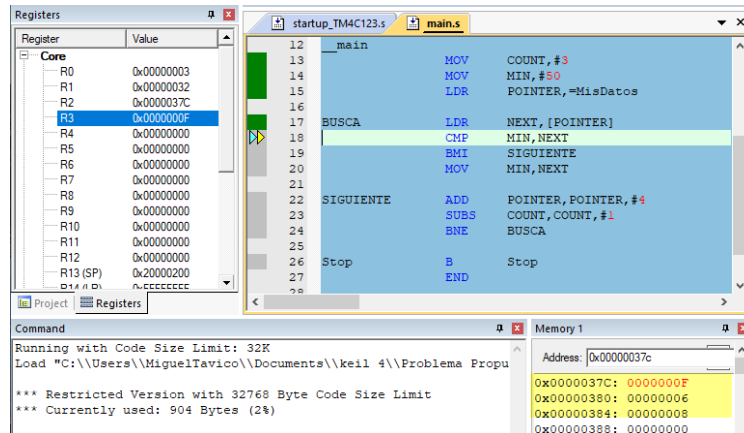 Registers
Register Value
Core
R0 0x00000003
R1 0x00000032
R2 0x0000037C
R3 0x0000000F
R4 0x00000000
R5 0x00000000
R6 0x00000000
R7 0x00000000
R8 0x00000000
R9 0x00000000
R10 0x00000000
R11 0x00000000
R12 0x00000000
R13 (SP) 0x20000200
R14 (LR) 0xFFFFFFFF
Project Registers
startup_TM4C123.s main.s
12 __main
13 MOV COUNT,#3
14 MOV MIN,#50
15 LDR POINTER,=MisDatos
16
17 BUSCA LDR NEXT,[POINTER]
18 CMP MIN,NEXT
19 BMI SIGUIENTE
20 MOV MIN,NEXT
21
22 SIGUIENTE ADD POINTER,POINTER,#4
23 SUBS COUNT,COUNT,#1
24 BNE BUSCA
25
26 Stop B Stop
27 END
28
Command
Running with Code Size Limit: 32K
Load "C:\\Users\\MiguelTavico\\Documents\\keil 4\\Problema Propu
*** Restricted Version with 32768 Byte Code Size Limit
*** Currently used: 904 Bytes (2%)
Memory 1
Address: 0x00000037c
0x0000037C: 0000000F
0x00000380: 00000006
0x00000384: 00000008
0x00000388: 00000000